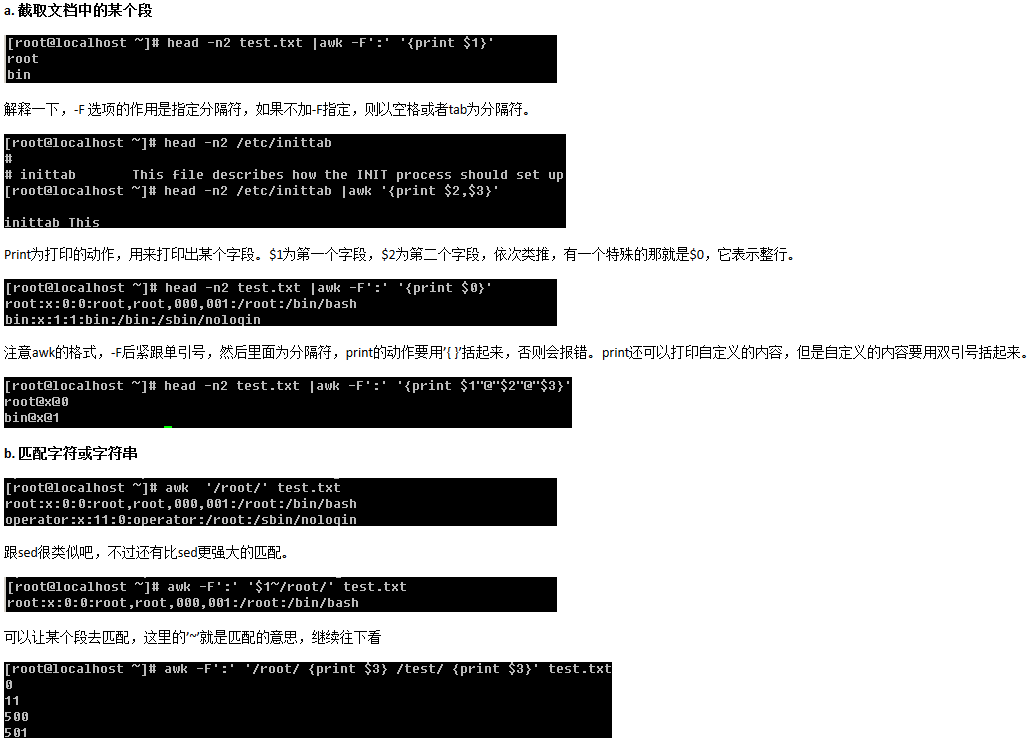 a. 截取文档中的某个段
[root@localhost ~]# head -n2 test.txt |awk -F':' '{print $1}'
root
bin
解释一下，-F 选项的作用是指定分隔符，如果不加-F指定，则以空格或者tab为分隔符。
[root@localhost ~]# head -n2 /etc/inittab
#
# inittab       This file describes how the INIT process should set up
[root@localhost ~]# head -n2 /etc/inittab |awk '{print $2,$3}'
inittab This
Print为打印的动作，用来打印出某个字段。$1为第一个字段，$2为第二个字段，依次类推，有一个特殊的那就是$0，它表示整行。
[root@localhost ~]# head -n2 test.txt |awk -F':' '{print $0}'
root:x:0:0:root,root,000,001:/root:/bin/bash
bin:x:1:1:bin:/bin:/sbin/nologin
注意awk的格式，-F后紧跟单引号，然后里面为分隔符，print的动作要用’{ }’括起来，否则会报错。print还可以打印自定义的内容，但是自定义的内容要用双引号括起来。
[root@localhost ~]# head -n2 test.txt |awk -F':' '{print $1"@"$2"@"$3}'
root@x@0
bin@x@1
b. 匹配字符或字符串
[root@localhost ~]# awk  '/root/' test.txt
root:x:0:0:root,root,000,001:/root:/bin/bash
operator:x:11:0:operator:/root:/sbin/nologin
跟sed很类似吧，不过还有比sed更强大的匹配。
[root@localhost ~]# awk -F':' '$1~/root/' test.txt
root:x:0:0:root,root,000,001:/root:/bin/bash
可以让某个段去匹配，这里的’~’就是匹配的意思，继续往下看
[root@localhost ~]# awk -F':' '/root/ {print $3} /test/ {print $3}' test.txt
0
11
500
501